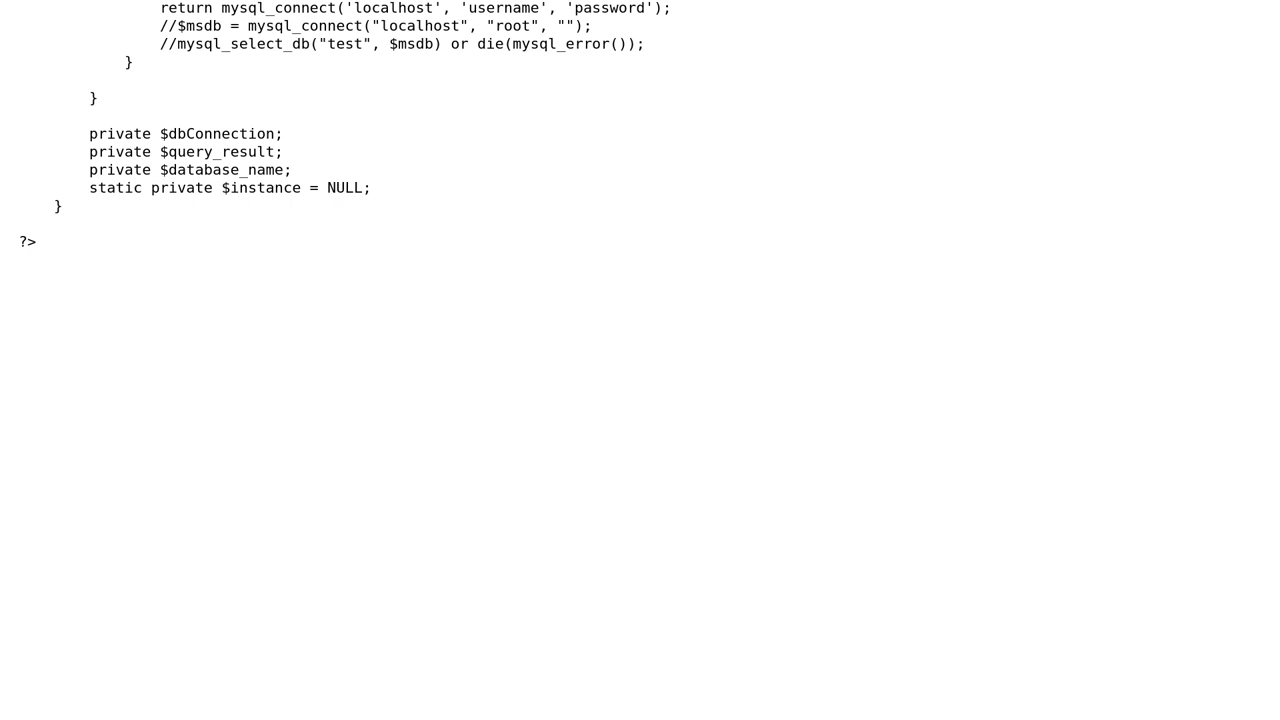 return mysql_connect('localhost', 'username', 'password');
//$msdb = mysql_connect("localhost", "root", "");
//mysql_select_db("test", $msdb) or die(mysql_error());
}
}
private $dbConnection;
private $query_result;
private $database_name;
static private $instance = NULL;
}
?>